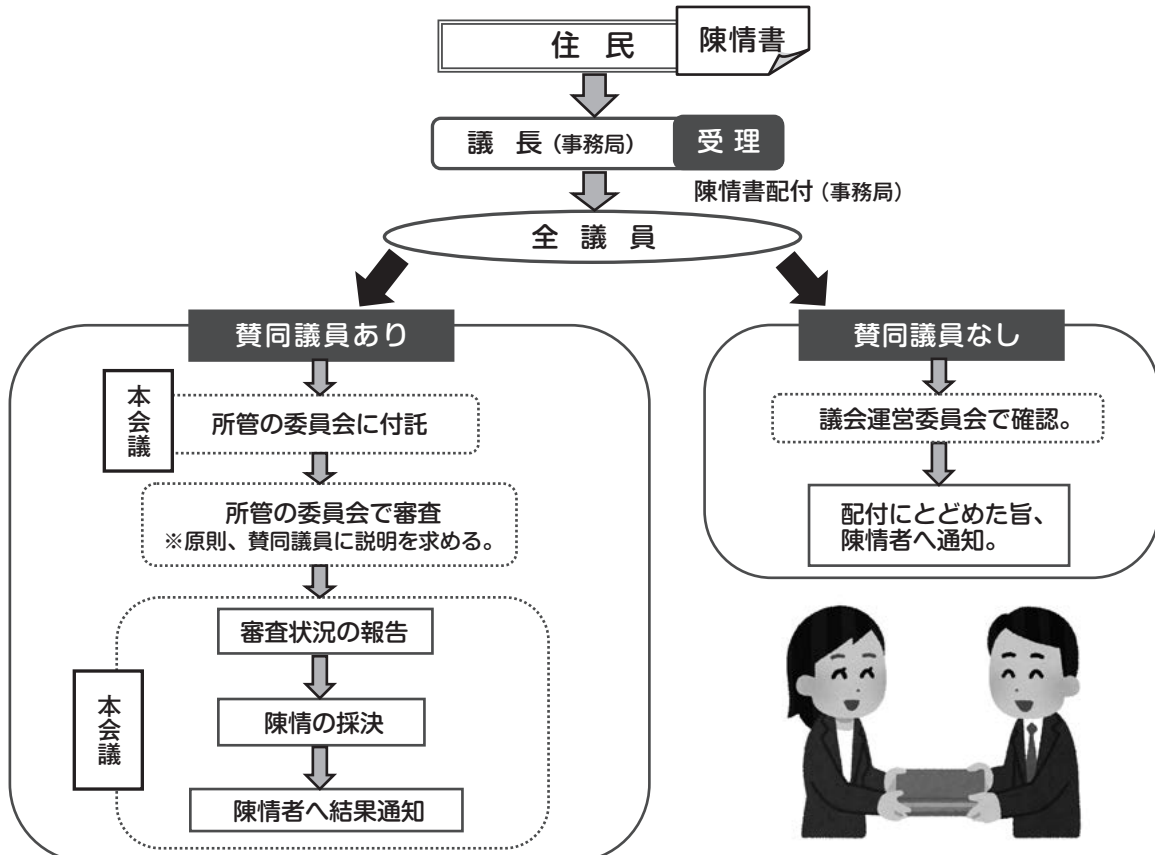 住 民
陳情書
議 長（事務局）
受 理
陳情書配付（事務局）
全 議 員
賛同議員あり
本会議
所管の委員会に付託
所管の委員会で審査
※原則、賛同議員に説明を求める。
本会議
審査状況の報告
陳情の採決
陳情者へ結果通知
賛同議員なし
議会運営委員会で確認。
配付にとどめた旨、
陳情者へ通知。